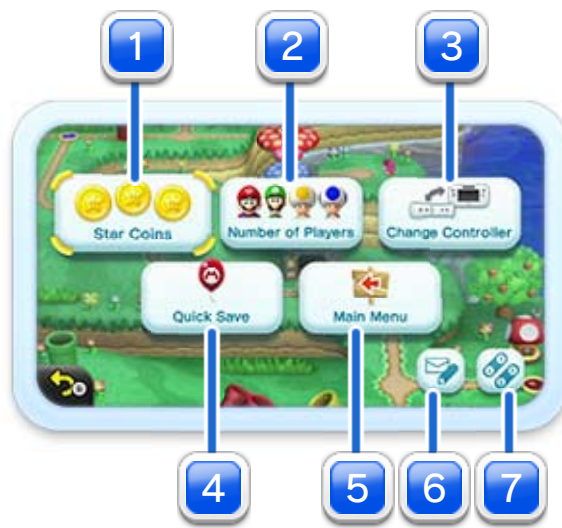 1 2 3
Star Coins Number of Players Change Controller
Quick Save Main Menu
4 5 6 7